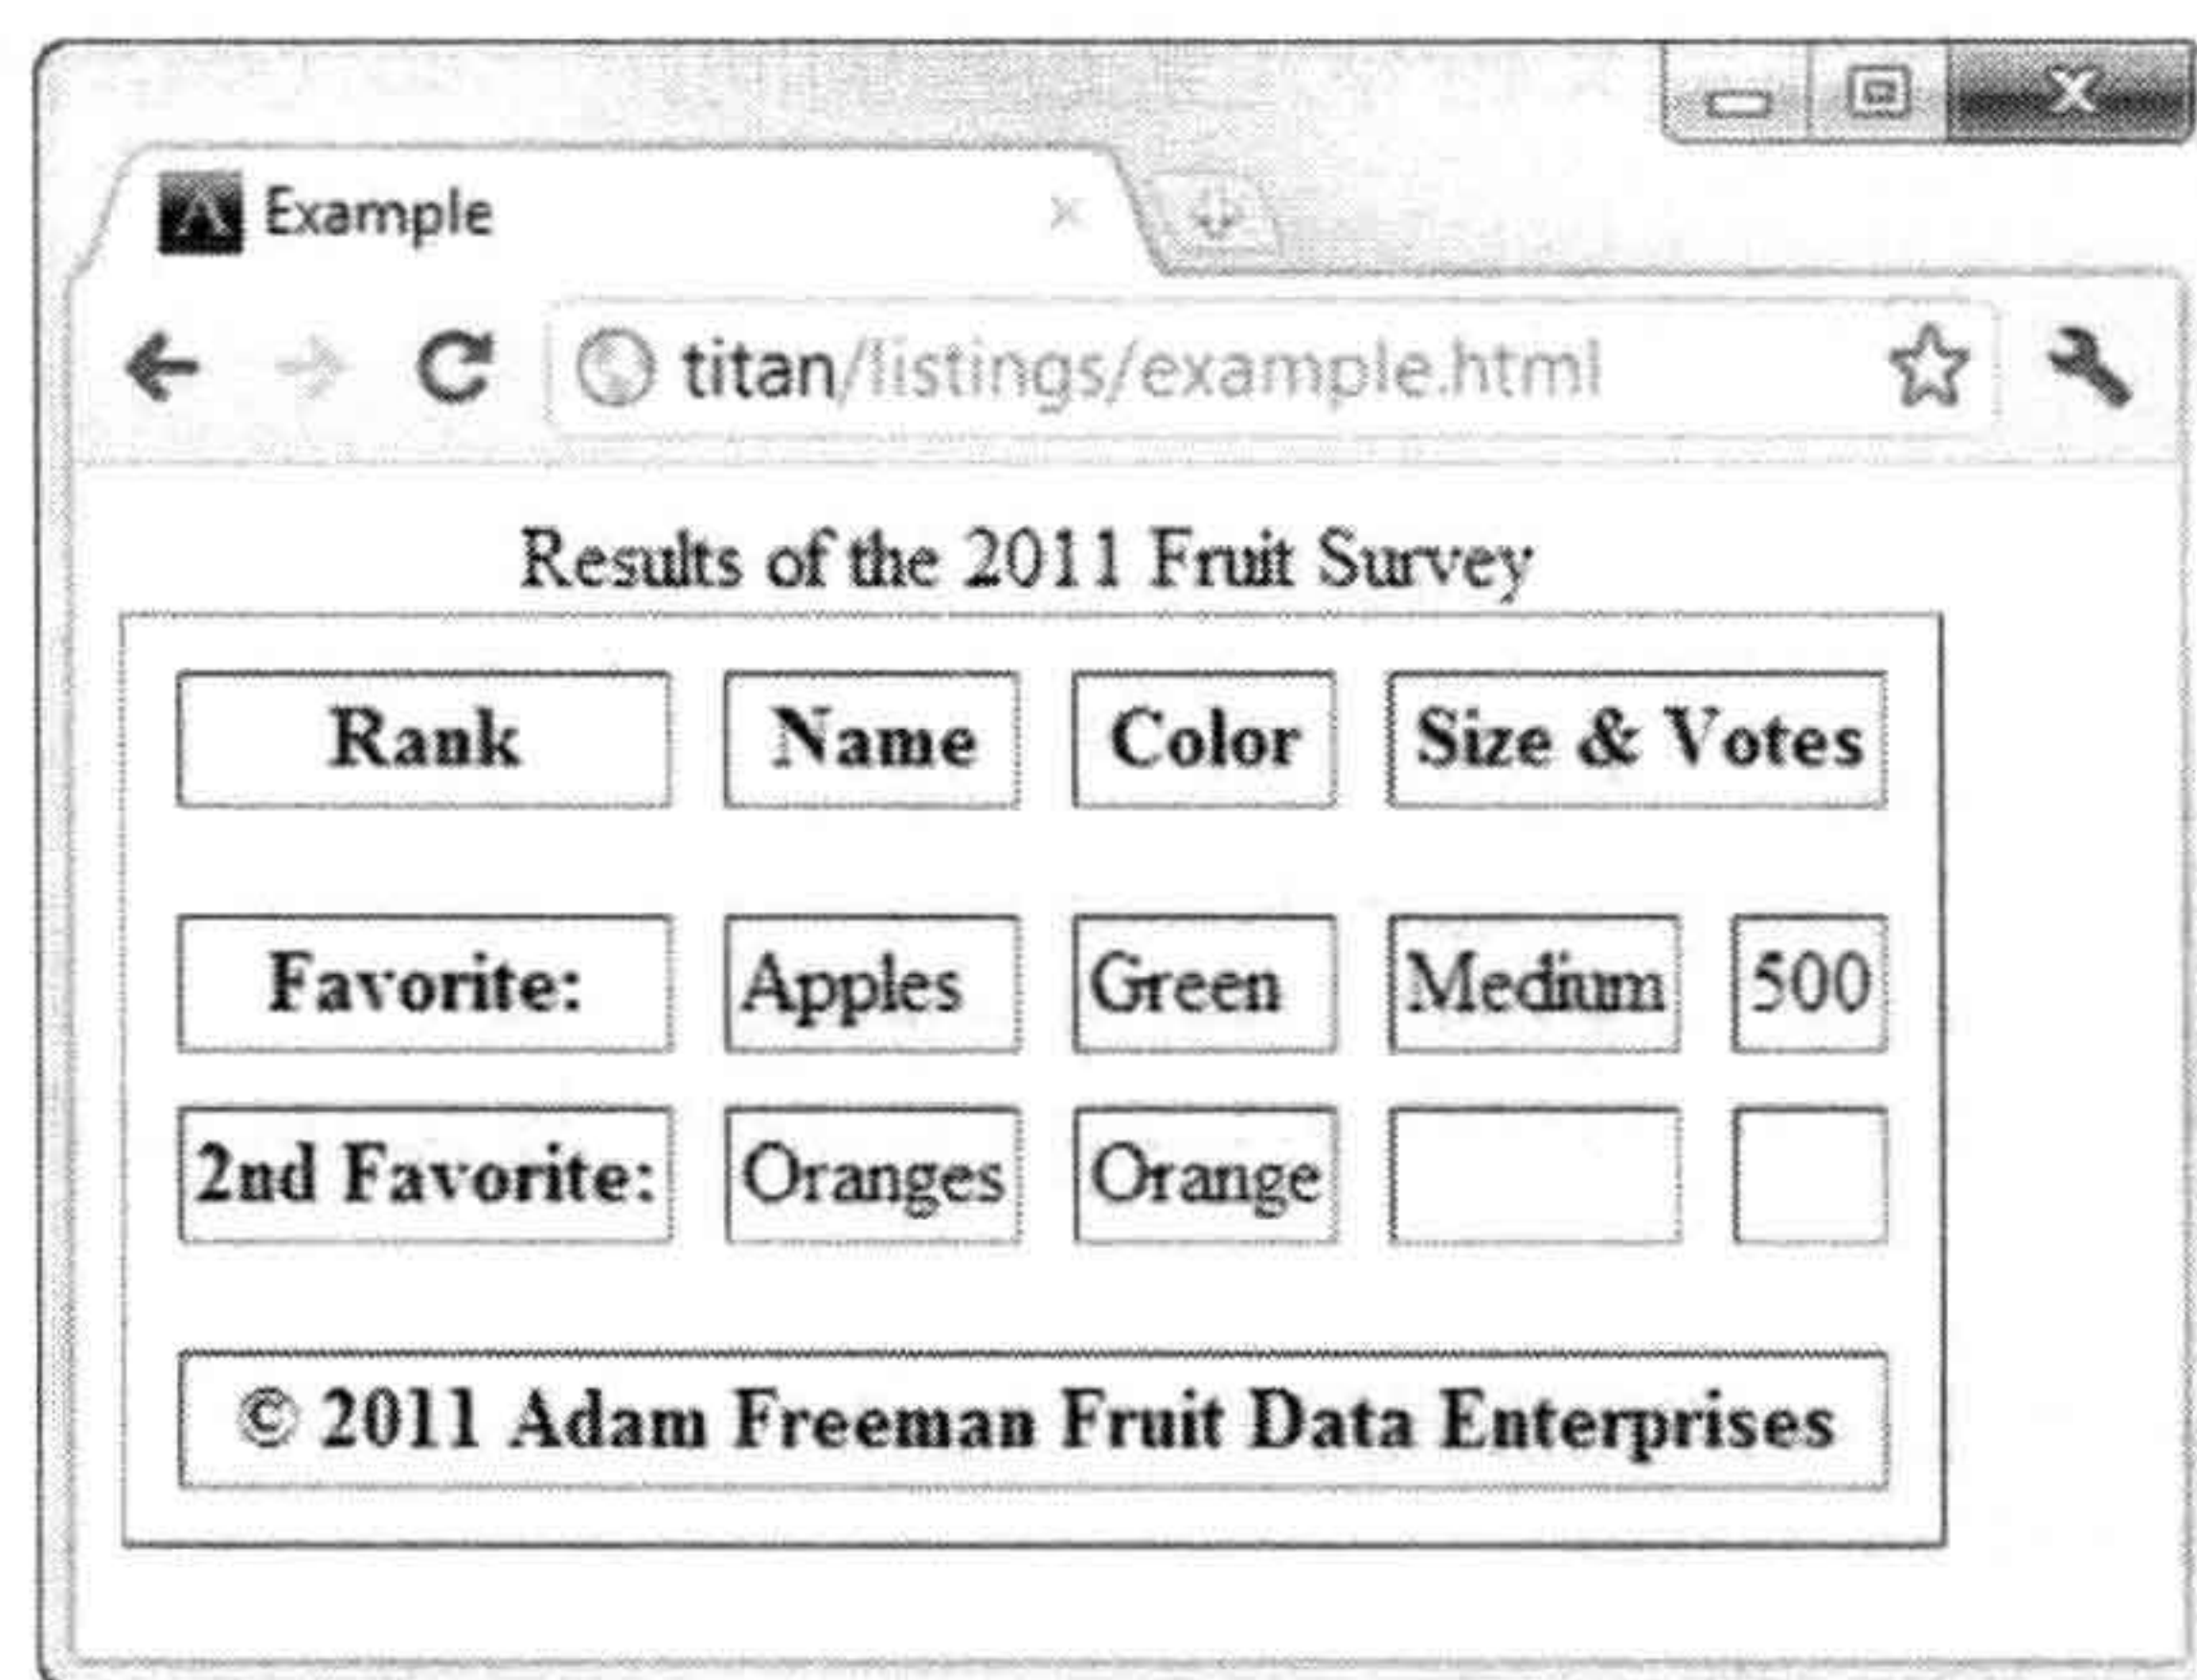 Example
titan/listings/example.html
Results of the 2011 Fruit Survey
Rank Name Color Size & Votes
Favorite: Apples Green Medium 500
2nd Favorite: Oranges Orange
© 2011 Adam Freeman Fruit Data Enterprises